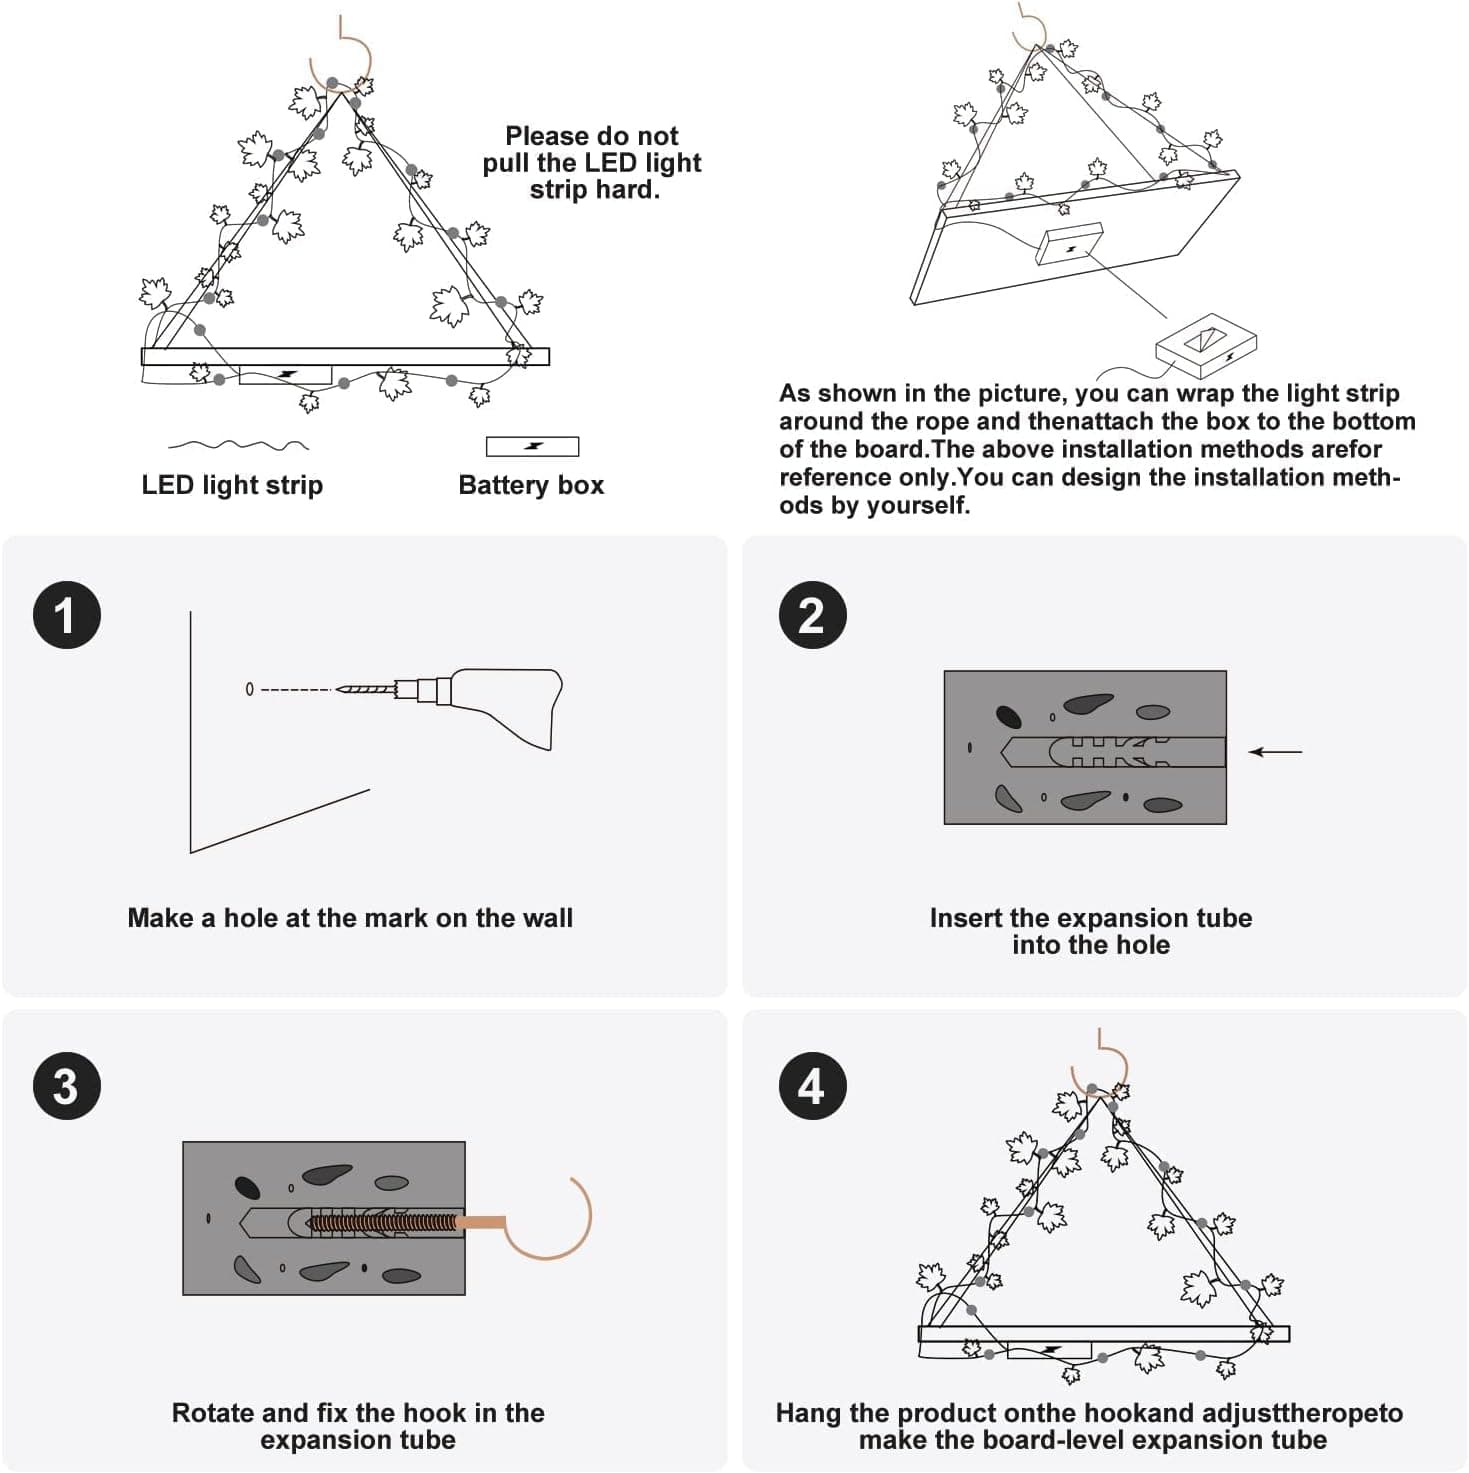 Please do not
pull the LED light
strip hard.
LED light strip
Battery box
As shown in the picture, you can wrap the light strip
around the rope and thenattach the box to the bottom
of the board.The above installation methods arefor
reference only.You can design the installation meth-
ods by yourself.
1
Make a hole at the mark on the wall
2
Insert the expansion tube
into the hole
3
Rotate and fix the hook in the
expansion tube
4
Hang the product onthe hookand adjusttheropeto
make the board-level expansion tube